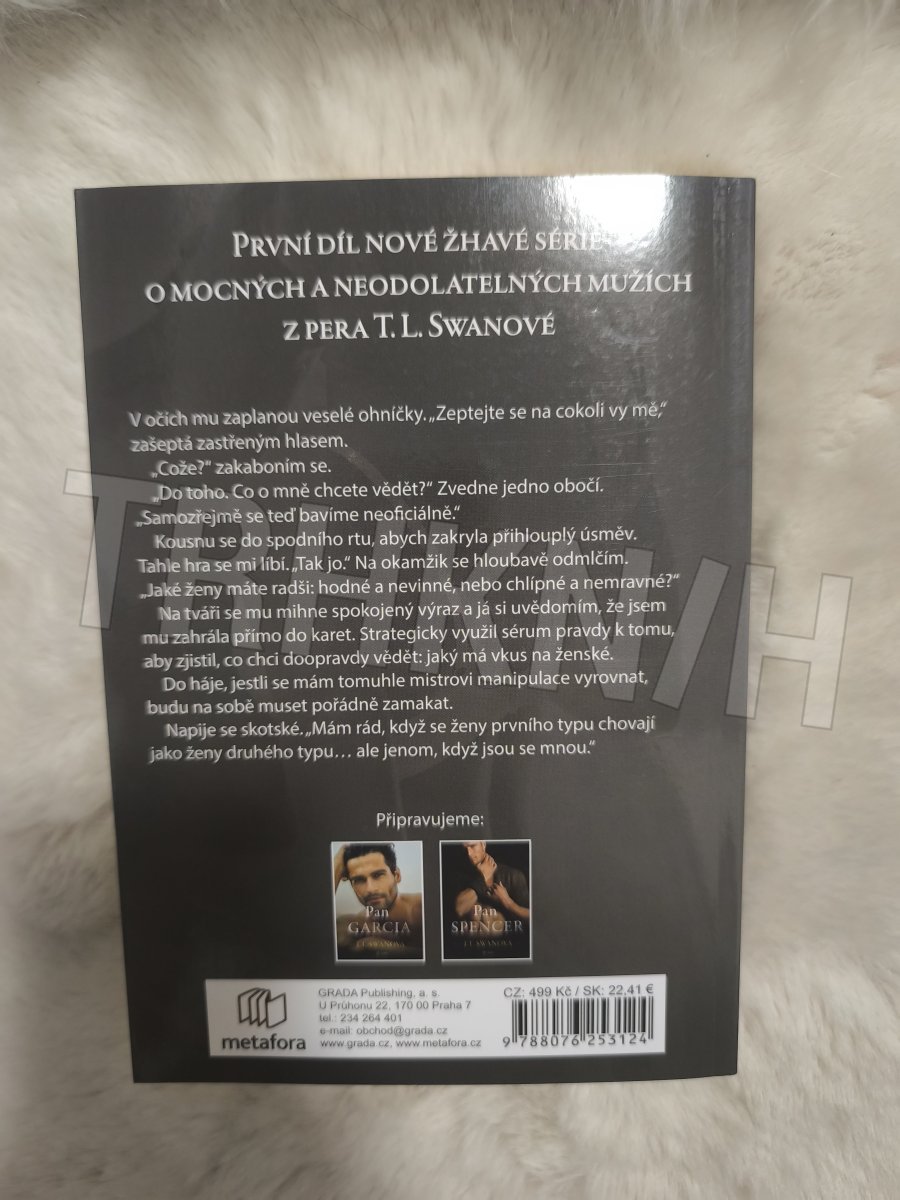 PRVNÍ DÍL NOVÉ ŽHAVÉ SÉRIE
O MOCNÝCH A NEODOLATELNÝCH MUŽÍCH
Z PERA T. L. SWANOVÉ
V očich mu zaplanou veselé ohníčky. „Zeptejte se na cokoli vy mě,“
zašeptá zastřeným hlasem.
„Cože?“ zakaboním se.
„Do toho. Co o mně chcete vědět?“ Zvedne jedno obočí.
„Samozřejmě se teď bavíme neoficiálně.“
Kousnu se do spodního rtu, abych zakryla přihlouplý úsměv.
Tahle hra se mi líbí. „Tak jo.“ Na okamžik se hloubavě odmlčím.
„Jaké ženy máte radši: hodné a nevinné, nebo chlípné a nemravné?“
Na tváři se mu mihne spokojený výraz a já si uvědomím, že jsem
mu zahrála přímo do karet. Strategicky využil sérum pravdy k tomu,
aby zjistil, co chci doopravdy vědět: jaký má vkus na ženské.
Do háje, jestli se mám tomuhle mistrovi manipulace vyrovnat,
budu na sobě muset pořádně zamakat.
Napije se skotské. „Mám rád, když se ženy prvního typu chovají
jako ženy druhého typu… ale jenom, když jsou se mnou.“
TRHKNIH
Připravujeme:
Pan
GARCIA
T. L. SWANOVÁ
Pan
SPENCER
T. L. SWANOVÁ
metafora
GRADA Publishing, a. s.
U Průhonu 22, 170 00 Praha 7
tel.: 234 264 401
e-mail: obchod@grada.cz
www.grada.cz, www.metafora.cz
CZ: 499 Kč / SK: 22,41 €
9 788076 253124